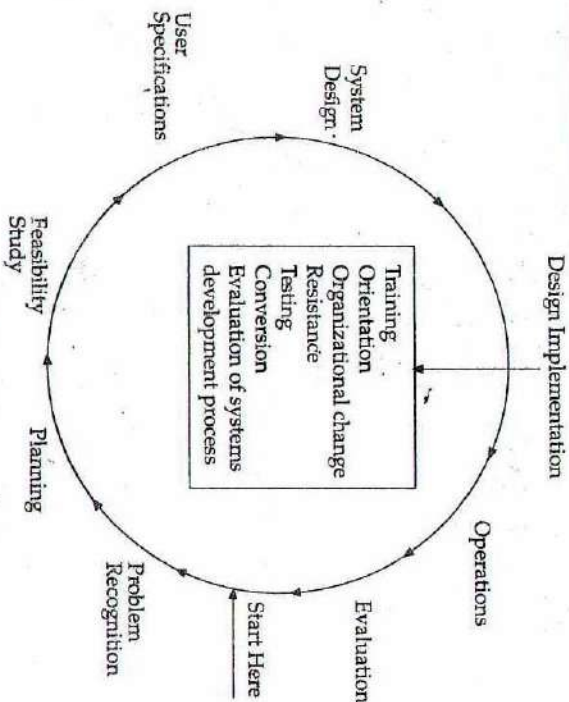 Design Implementation
System
Design
Operations
User
Specifications
Training
Orientation
Organizational change
Resistance
Testing
Conversion
Evaluation of systems
development process
Evaluation
Feasibility
Study
Planning
Problem
Recognition
Start Here